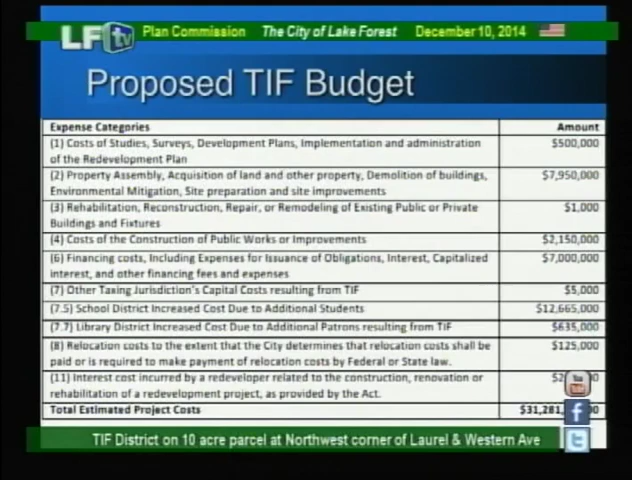 LFtv Plan Commission The City of Lake Forest December 10, 2014
Proposed TIF Budget
Expense Categories Amount
(1) Costs of Studies, Surveys, Development Plans, Implementation and administration $500,000
of the Redevelopment Plan
(2) Property Assembly, Acquisition of land and other property, Demolition of buildings, $7,950,000
Environmental Mitigation, Site preparation and site improvements
(3) Rehabilitation, Reconstruction, Repair, or Remodeling of Existing Public or Private $1,000
Buildings and Fixtures
(4) Costs of the Construction of Public Works or Improvements $2,150,000
(6) Financing costs, Including Expenses for Issuance of Obligations, Interest, Capitalized $7,000,000
interest, and other financing fees and expenses
(7) Other Taxing Jurisdiction's Capital Costs resulting from TIF $5,000
(7.5) School District Increased Cost Due to Additional Students $12,665,000
(7.7) Library District Increased Cost Due to Additional Patrons resulting from TIF $635,000
(8) Relocation costs to the extent that the City determines that relocation costs shall be $125,000
paid or is required to make payment of relocation costs by Federal or State law.
(11) Interest cost incurred by a redeveloper related to the construction, renovation or
rehabilitation of a redevelopment project, as provided by the Act.
Total Estimated Project Costs
TIF District on 10 acre parcel at Northwest corner of Laurel & Western Ave